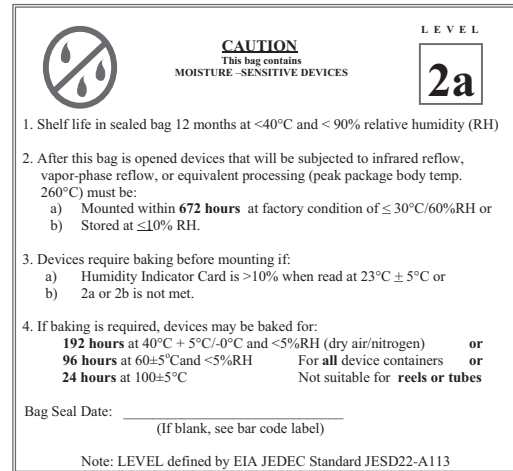 LEVEL
CAUTION
This bag contains
MOISTURE –SENSITIVE DEVICES
2a
1. Shelf life in sealed bag 12 months at <40°C and < 90% relative humidity (RH)
2. After this bag is opened devices that will be subjected to infrared reflow,
vapor-phase reflow, or equivalent processing (peak package body temp.
260°C) must be:
a) Mounted within 672 hours at factory condition of ≤ 30°C/60%RH or
b) Stored at ≤10% RH.
3. Devices require baking before mounting if:
a) Humidity Indicator Card is >10% when read at 23°C ± 5°C or
b) 2a or 2b is not met.
4. If baking is required, devices may be baked for:
192 hours at 40°C + 5°C/-0°C and <5%RH (dry air/nitrogen) or
96 hours at 60±5°Cand <5%RH For all device containers or
24 hours at 100±5°C Not suitable for reels or tubes
Bag Seal Date: ______________________________
(If blank, see bar code label)
Note: LEVEL defined by EIA JEDEC Standard JESD22-A113